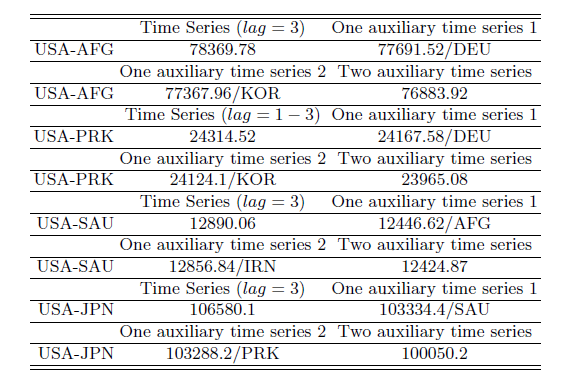 Time Series (lag = 3) One auxiliary time series 1
USA-AFG 78369.78 77691.52/DEU
One auxiliary time series 2 Two auxiliary time series
USA-AFG 77367.96/KOR 76883.92
Time Series (lag = 1 − 3) One auxiliary time series 1
USA-PRK 24314.52 24167.58/DEU
One auxiliary time series 2 Two auxiliary time series
USA-PRK 24124.1/KOR 23965.08
Time Series (lag = 3) One auxiliary time series 1
USA-SAU 12890.06 12446.62/AFG
One auxiliary time series 2 Two auxiliary time series
USA-SAU 12856.84/IRN 12424.87
Time Series (lag = 3) One auxiliary time series 1
USA-JPN 106580.1 103334.4/SAU
One auxiliary time series 2 Two auxiliary time series
USA-JPN 103288.2/PRK 100050.2